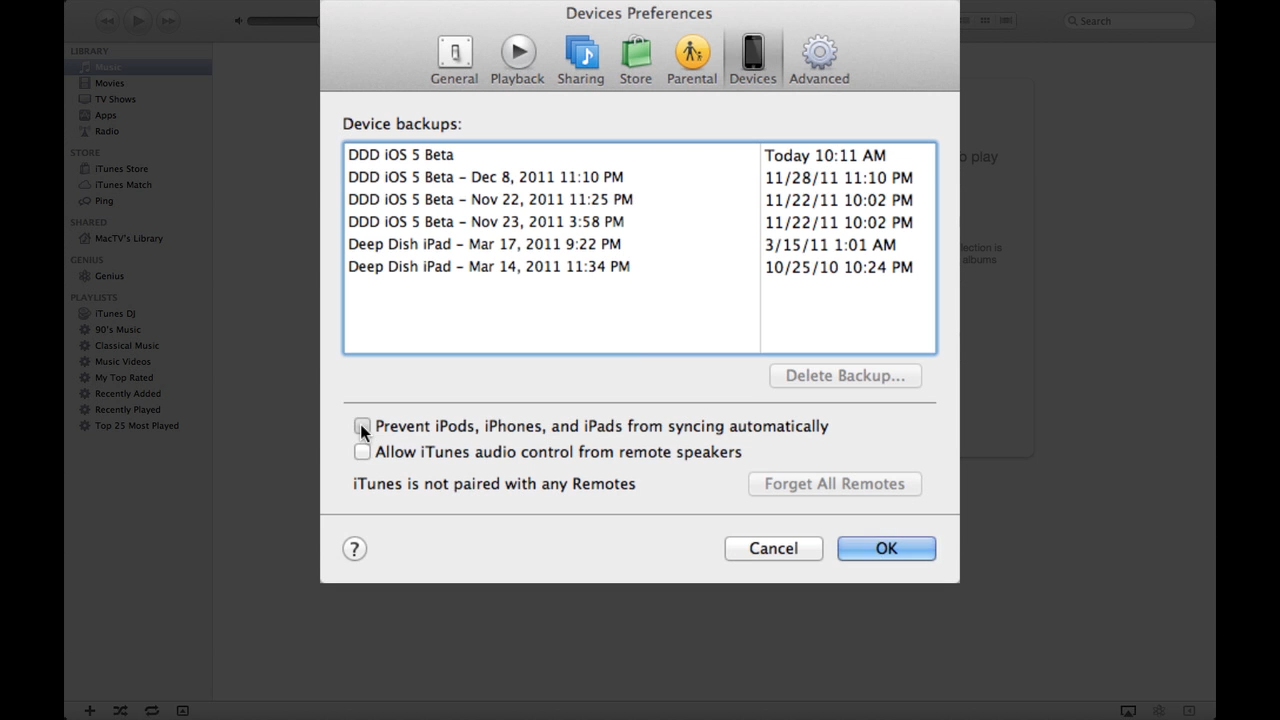 Devices Preferences
General
Playback
Sharing
Store
Parental
Devices
Advanced
Search
LIBRARY
Music
Movies
TV Shows
Apps
Radio
STORE
iTunes Store
iTunes Match
Ping
SHARED
MacTV's Library
GENIUS
Genius
PLAYLISTS
iTunes DJ
90's Music
Classical Music
Music Videos
My Top Rated
Recently Added
Recently Played
Top 25 Most Played
Device backups:
DDD iOS 5 Beta Today 10:11 AM
DDD iOS 5 Beta – Dec 8, 2011 11:10 PM 11/28/11 11:10 PM
DDD iOS 5 Beta – Nov 22, 2011 11:25 PM 11/22/11 10:02 PM
DDD iOS 5 Beta – Nov 23, 2011 3:58 PM 11/22/11 10:02 PM
Deep Dish iPad – Mar 17, 2011 9:22 PM 3/15/11 1:01 AM
Deep Dish iPad – Mar 14, 2011 11:34 PM 10/25/10 10:24 PM
Delete Backup...
Prevent iPods, iPhones, and iPads from syncing automatically
Allow iTunes audio control from remote speakers
iTunes is not paired with any Remotes
Forget All Remotes
?
Cancel
OK
o play
ection is
albums